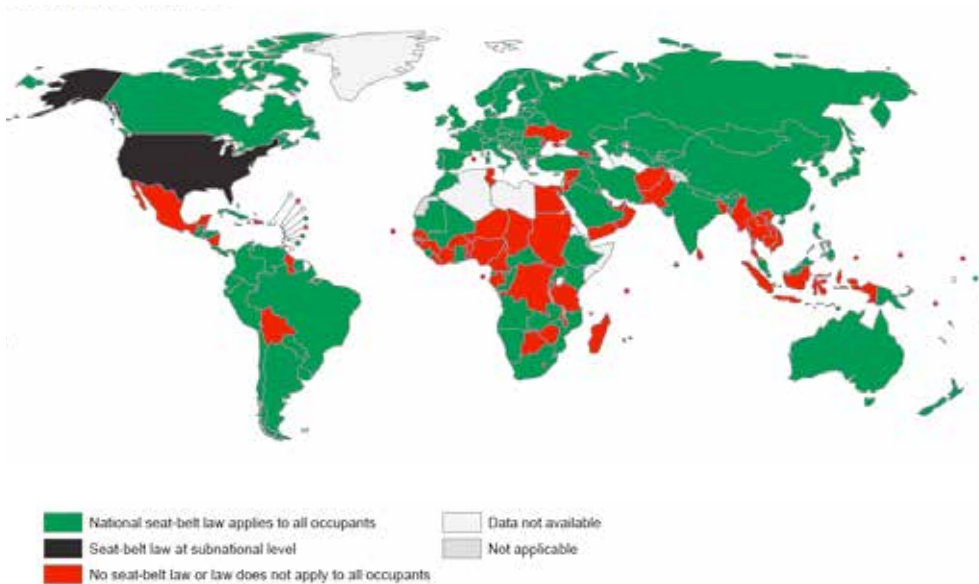 National seat-belt law applies to all occupants
Seat-belt law at subnational level
No seat-belt law or law does not apply to all occupants
Data not available
Not applicable